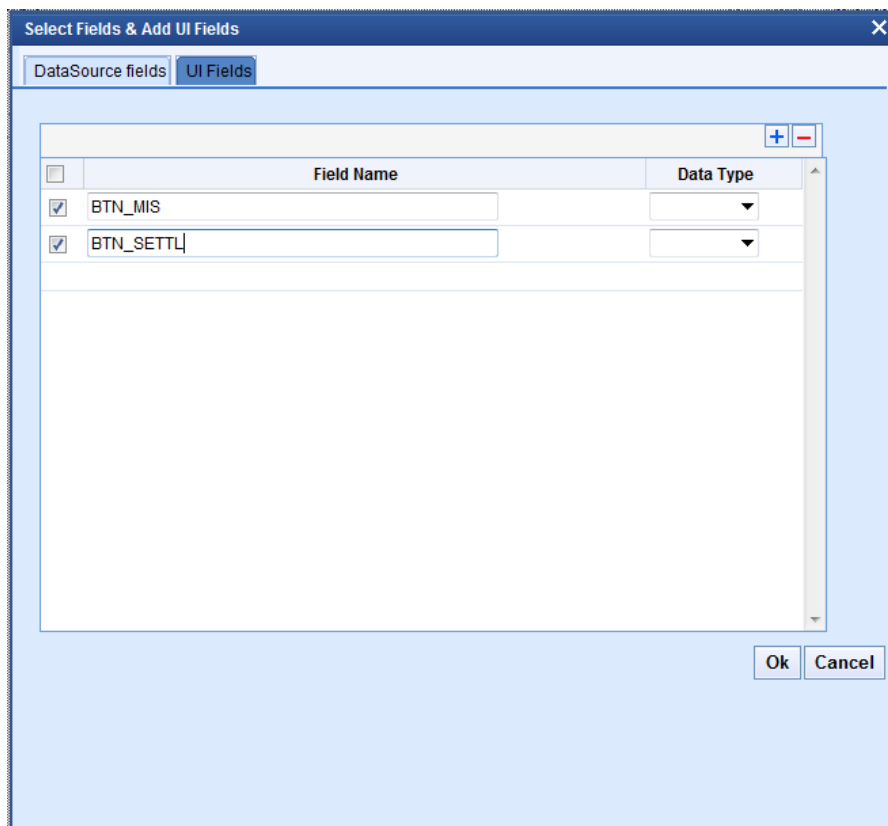 Select Fields & Add UI Fields
DataSource fields UI Fields
Field Name Data Type
BTN_MIS
BTN_SETTL
Ok Cancel